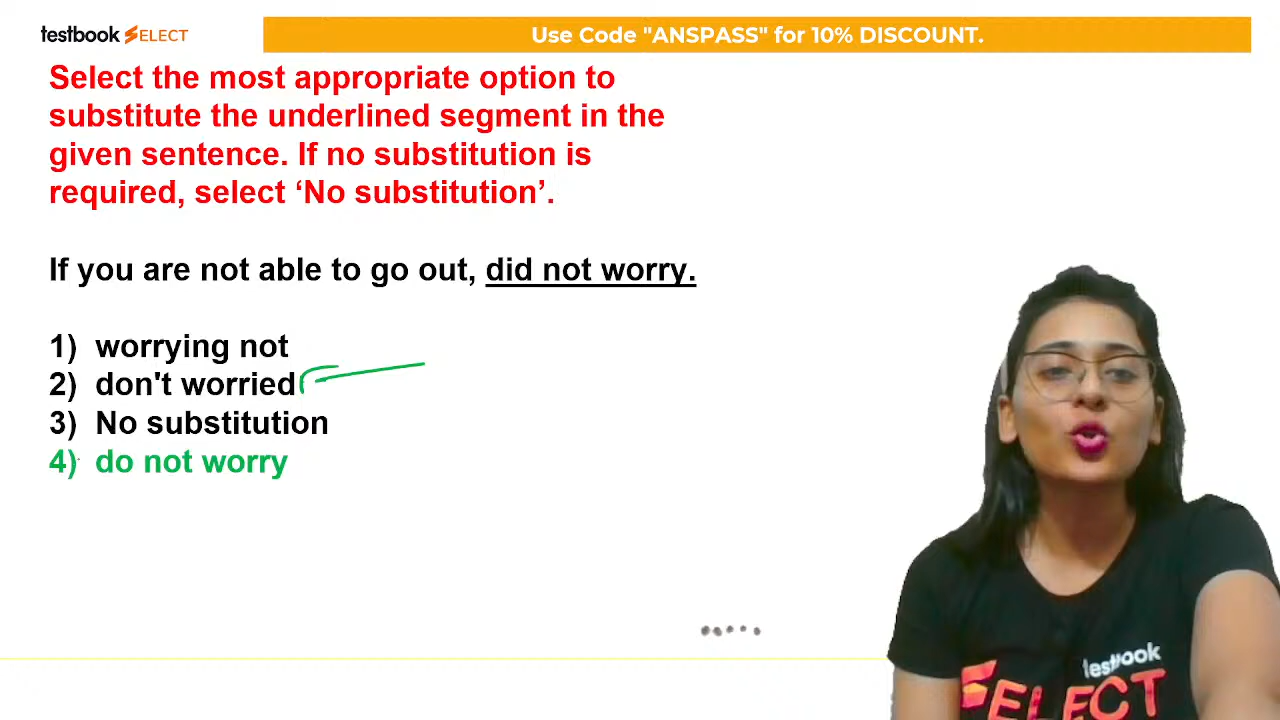 testbook SELECT
Use Code "ANSPASS" for 10% DISCOUNT.
Select the most appropriate option to
substitute the underlined segment in the
given sentence. If no substitution is
required, select ‘No substitution’.
If you are not able to go out, did not worry.
1) worrying not
2) don't worried
3) No substitution
4) do not worry
testbook
SELECT